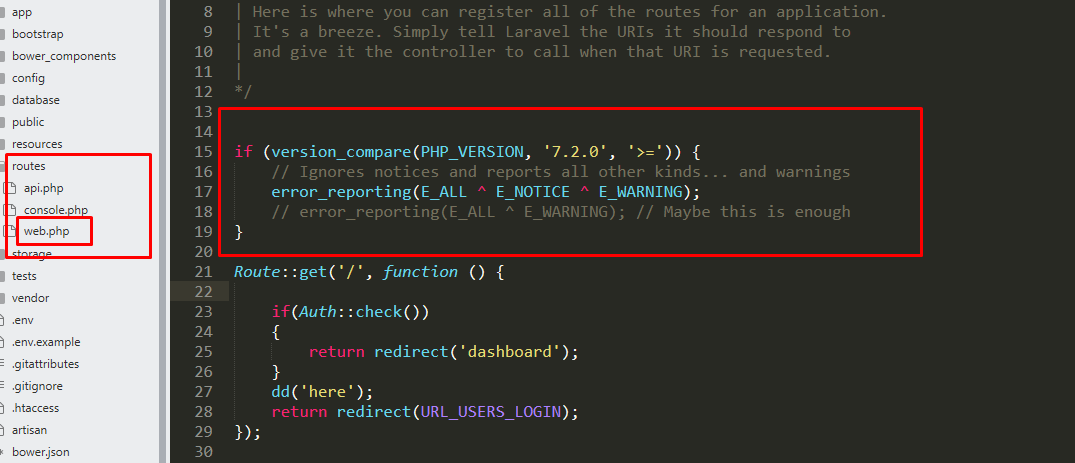 app
bootstrap
bower_components
config
database
public
resources
routes
api.php
console.php
web.php
storage
tests
vendor
.env
.env.example
.gitattributes
.gitignore
.htaccess
artisan
bower.json
8 | Here is where you can register all of the routes for an application.
9 | It's a breeze. Simply tell Laravel the URIs it should respond to
10 | and give it the controller to call when that URI is requested.
11 |
12 */
13
14
15 if (version_compare(PHP_VERSION, '7.2.0', '>=')) {
16     // Ignores notices and reports all other kinds... and warnings
17     error_reporting(E_ALL ^ E_NOTICE ^ E_WARNING);
18     // error_reporting(E_ALL ^ E_WARNING); // Maybe this is enough
19 }
20
21 Route::get('/', function () {
22
23     if(Auth::check())
24     {
25         return redirect('dashboard');
26     }
27     dd('here');
28     return redirect(URL_USERS_LOGIN);
29 });
30